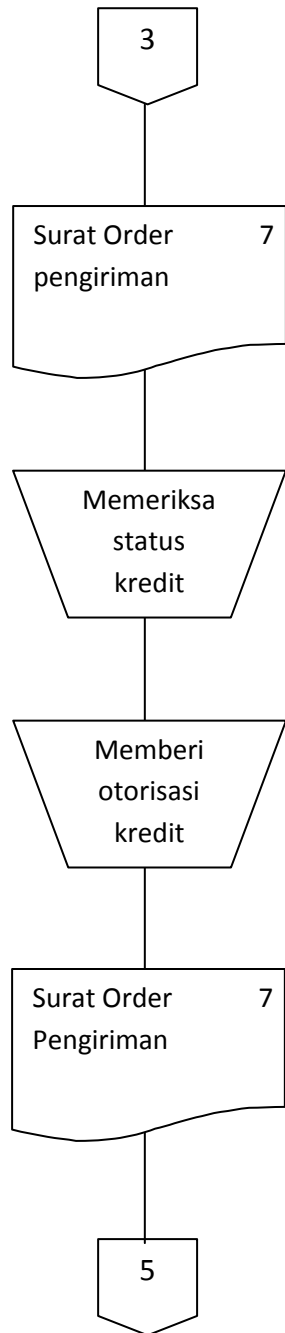 3
Surat Order 7
pengiriman
Memeriksa
status
kredit
Memberi
otorisasi
kredit
Surat Order 7
Pengiriman
5